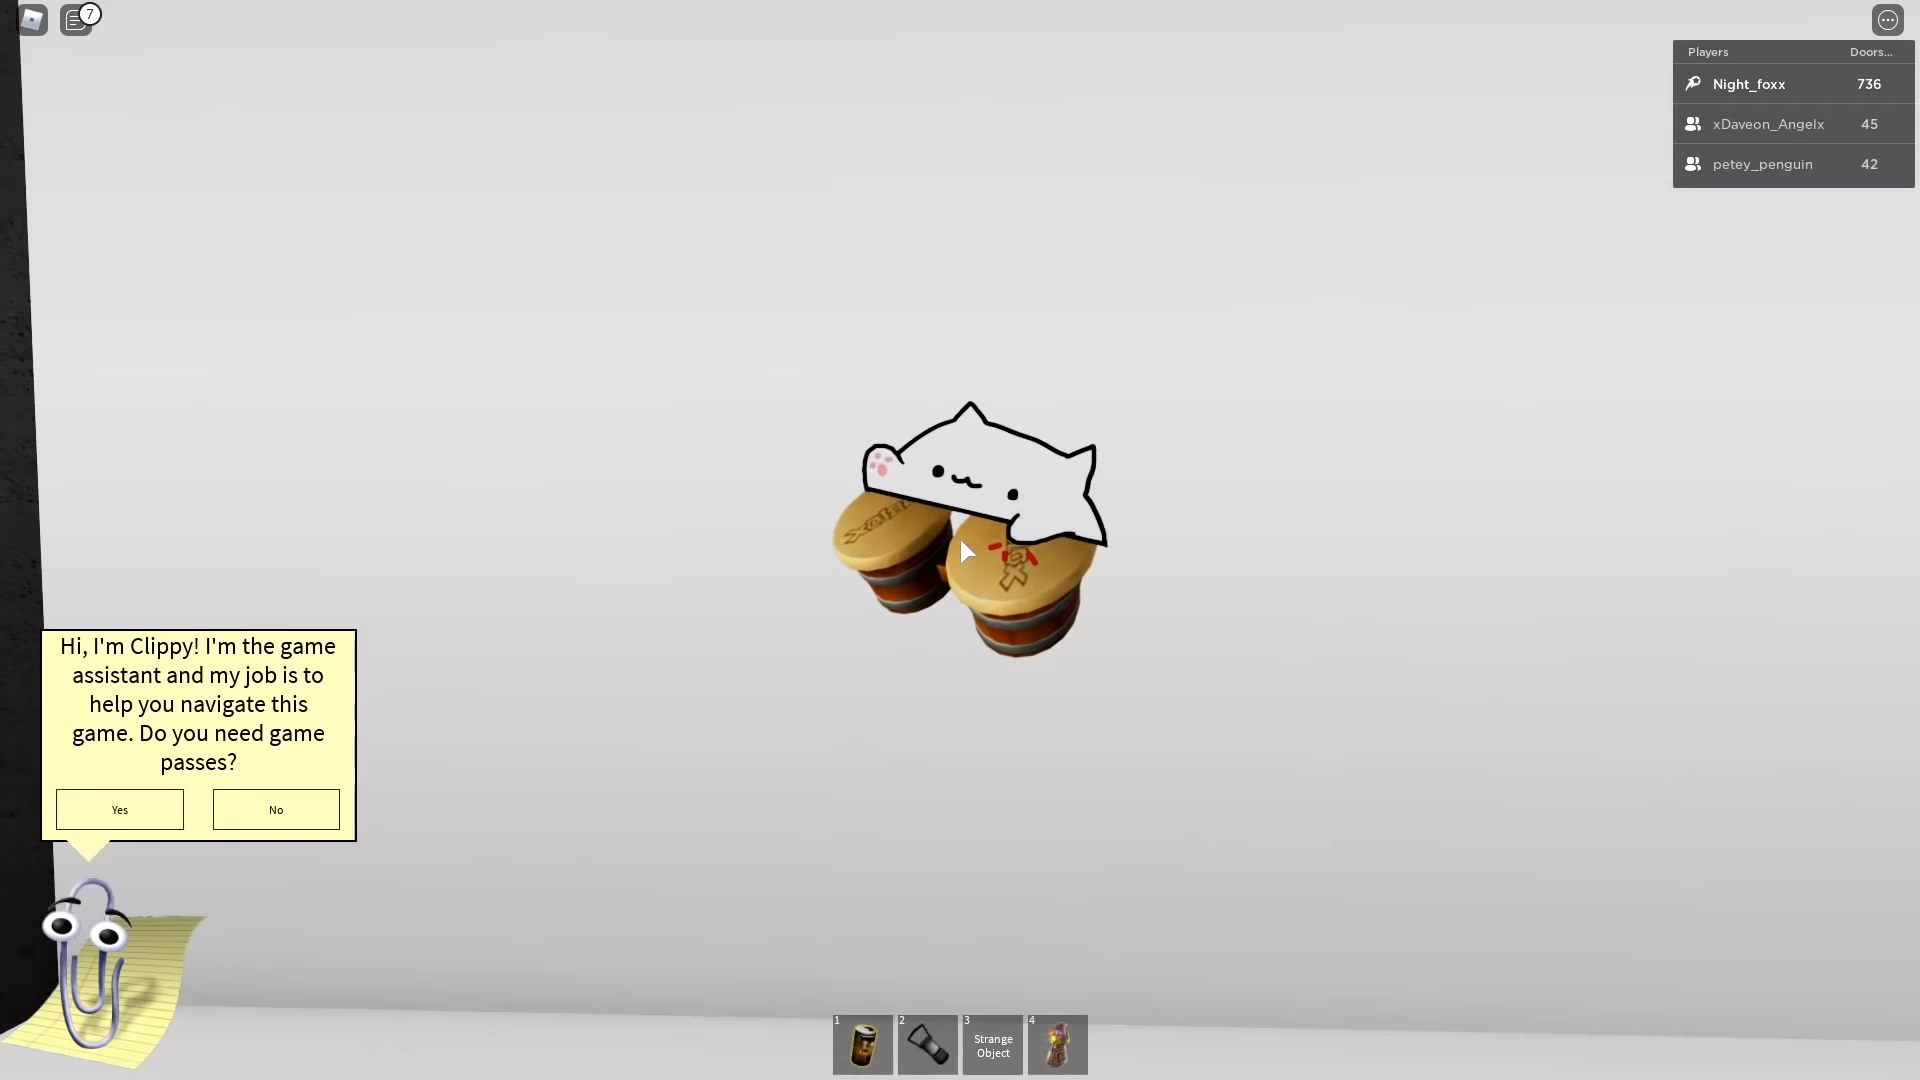 7
Players Doors...
Night_foxx 736
xDaveon_Angelx 45
petey_penguin 42
Hi, I'm Clippy! I'm the game
assistant and my job is to
help you navigate this
game. Do you need game
passes?
Yes No
1 2 3 4
Strange
Object